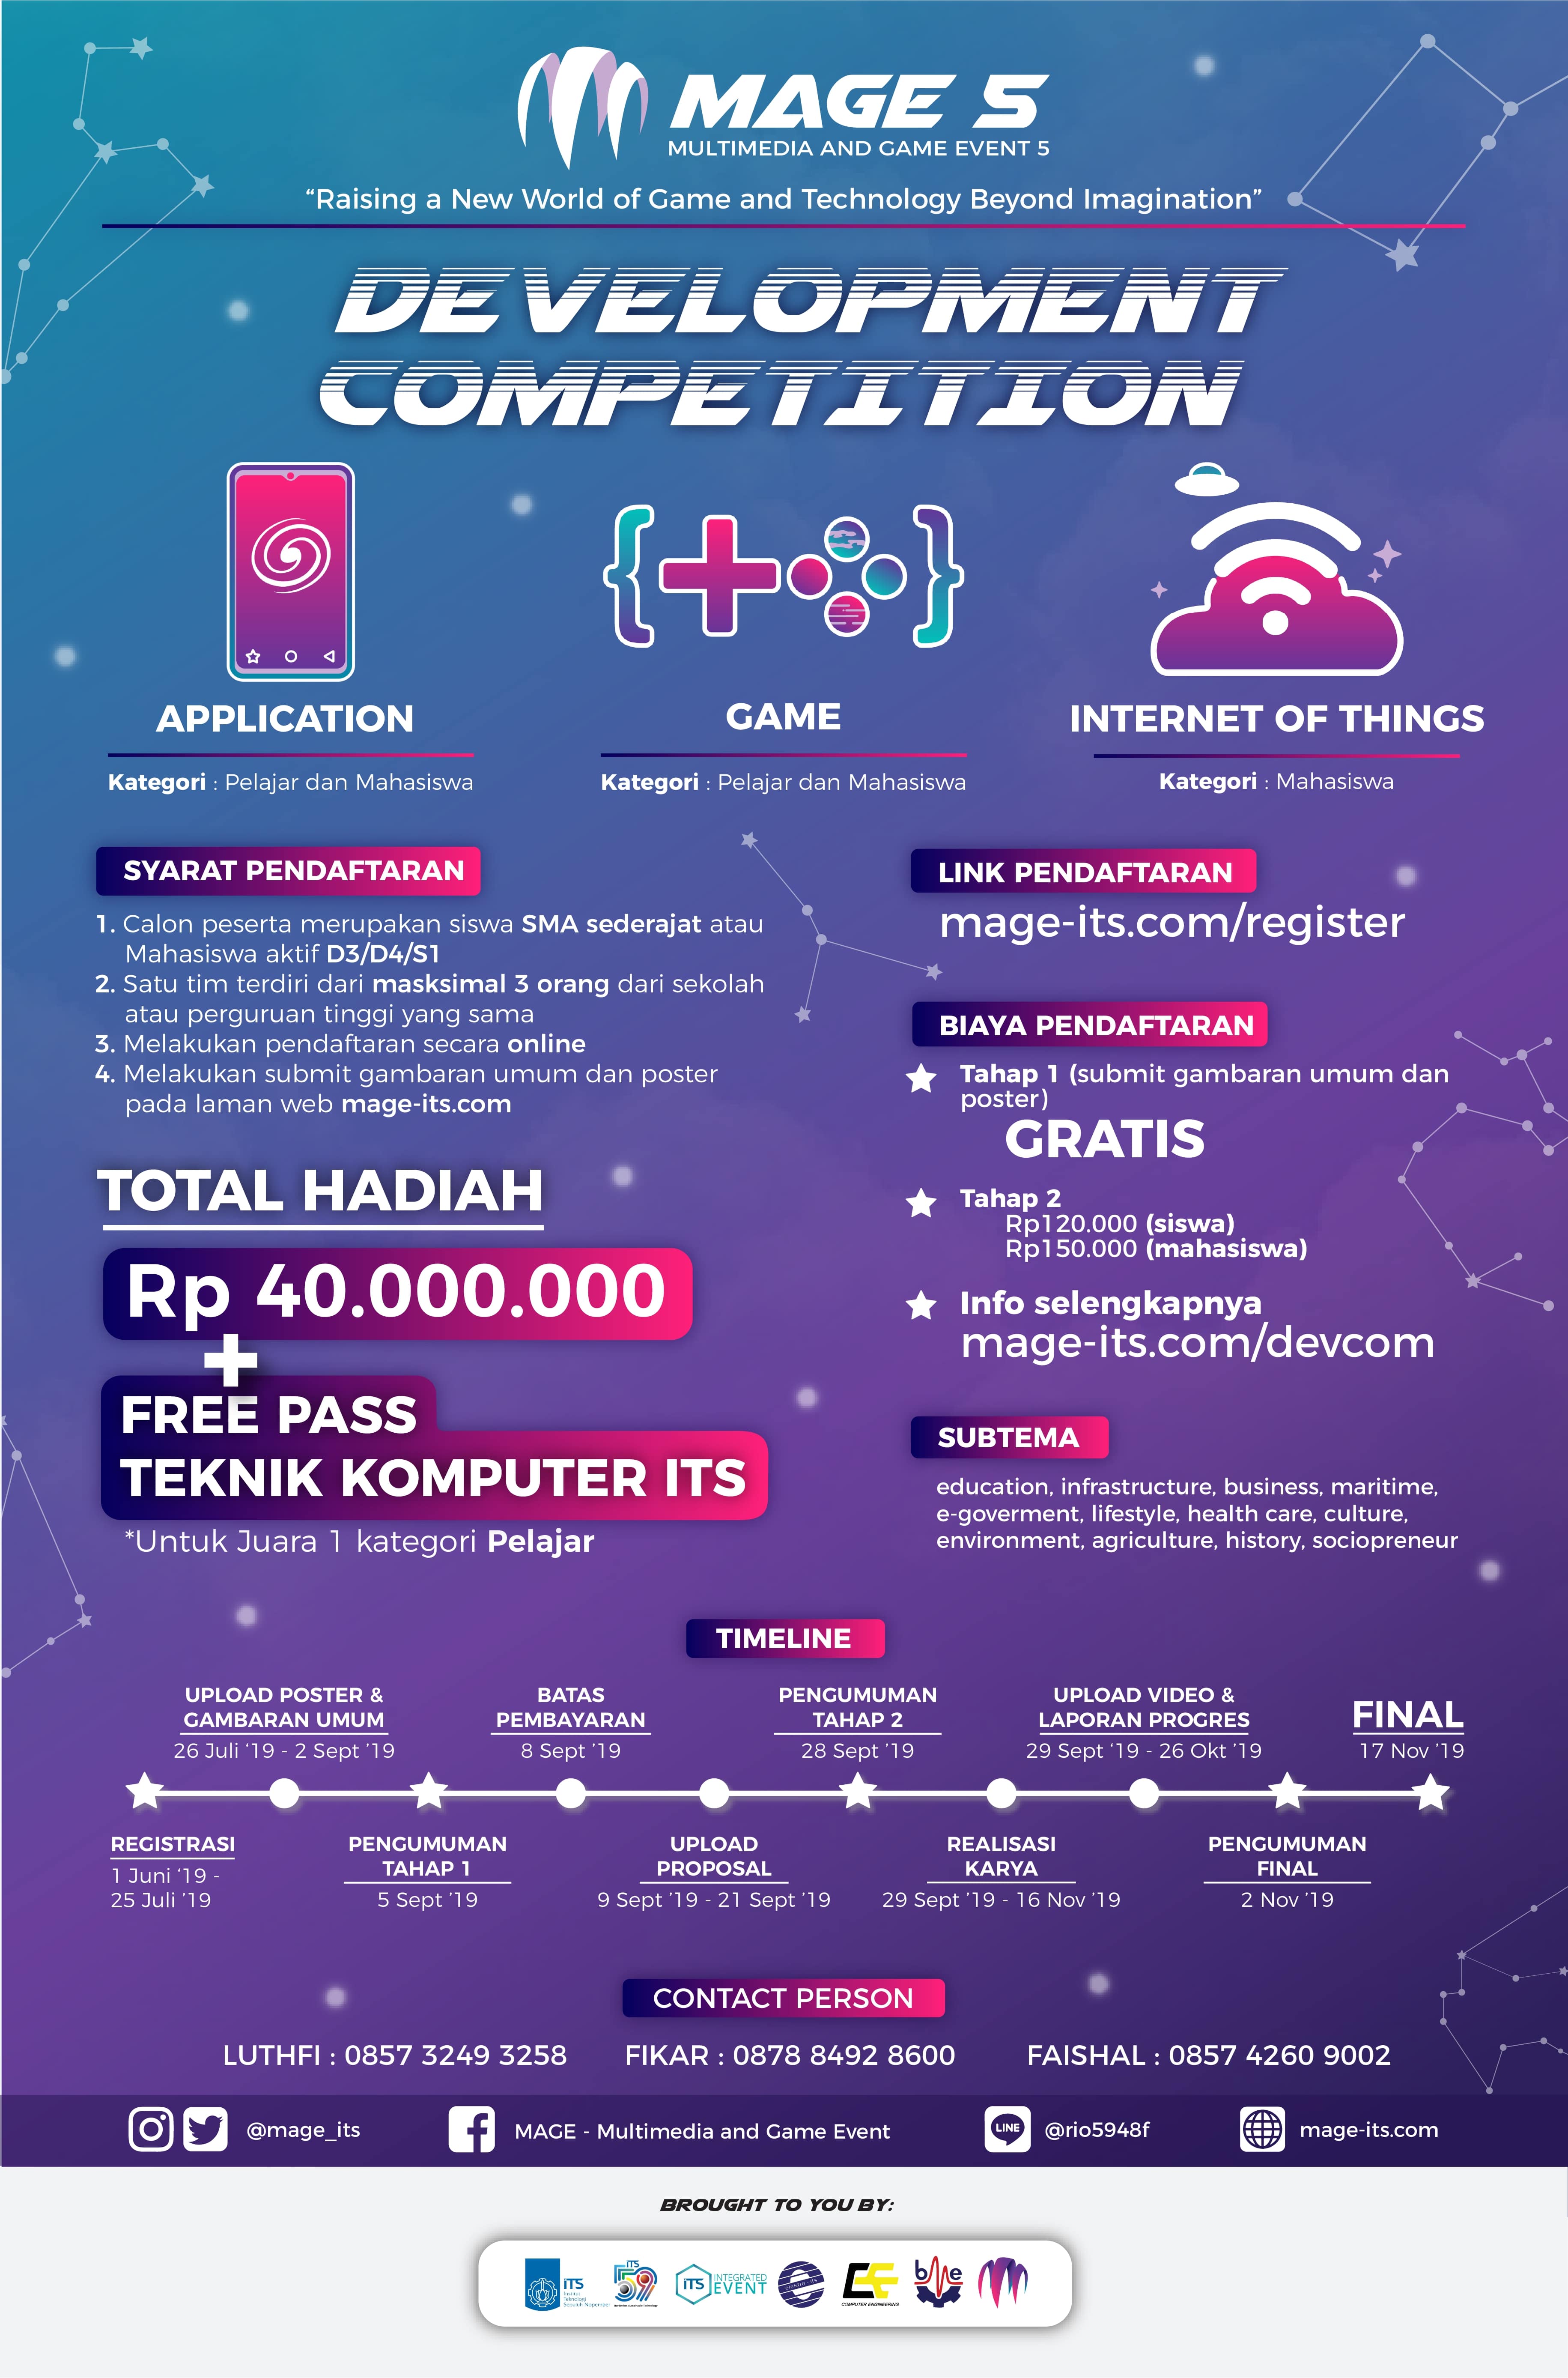 MAGE 5
MULTIMEDIA AND GAME EVENT 5
“Raising a New World of Game and Technology Beyond Imagination”
DEVELOPMENT
COMPETITION
APPLICATION
Kategori : Pelajar dan Mahasiswa
GAME
Kategori : Pelajar dan Mahasiswa
INTERNET OF THINGS
Kategori : Mahasiswa
SYARAT PENDAFTARAN
1. Calon peserta merupakan siswa SMA sederajat atau
Mahasiswa aktif D3/D4/S1
2. Satu tim terdiri dari masksimal 3 orang dari sekolah
atau perguruan tinggi yang sama
3. Melakukan pendaftaran secara online
4. Melakukan submit gambaran umum dan poster
pada laman web mage-its.com
TOTAL HADIAH
Rp 40.000.000
+
FREE PASS
TEKNIK KOMPUTER ITS
*Untuk Juara 1 kategori Pelajar
LINK PENDAFTARAN
mage-its.com/register
BIAYA PENDAFTARAN
Tahap 1 (submit gambaran umum dan
poster)
GRATIS
Tahap 2
Rp120.000 (siswa)
Rp150.000 (mahasiswa)
Info selengkapnya
mage-its.com/devcom
SUBTEMA
education, infrastructure, business, maritime,
e-goverment, lifestyle, health care, culture,
environment, agriculture, history, sociopreneur
TIMELINE
REGISTRASI
1 Juni ‘19 -
25 Juli ’19
UPLOAD POSTER &
GAMBARAN UMUM
26 Juli ‘19 - 2 Sept ’19
PENGUMUMAN
TAHAP 1
5 Sept ’19
BATAS
PEMBAYARAN
8 Sept ’19
UPLOAD
PROPOSAL
9 Sept ’19 - 21 Sept ’19
PENGUMUMAN
TAHAP 2
28 Sept ’19
REALISASI
KARYA
29 Sept ’19 - 16 Nov ’19
UPLOAD VIDEO &
LAPORAN PROGRES
29 Sept ‘19 - 26 Okt ’19
PENGUMUMAN
FINAL
2 Nov ’19
FINAL
17 Nov ’19
CONTACT PERSON
LUTHFI : 0857 3249 3258
FIKAR : 0878 8492 8600
FAISHAL : 0857 4260 9002
@mage_its
MAGE - Multimedia and Game Event
LINE
@rio5948f
mage-its.com
BROUGHT TO YOU BY:
ITS
Institut
Teknologi
Sepuluh Nopember
ITS
59
ITS
INTEGRATED
EVENT
CE
COMPUTER ENGINEERING
b e